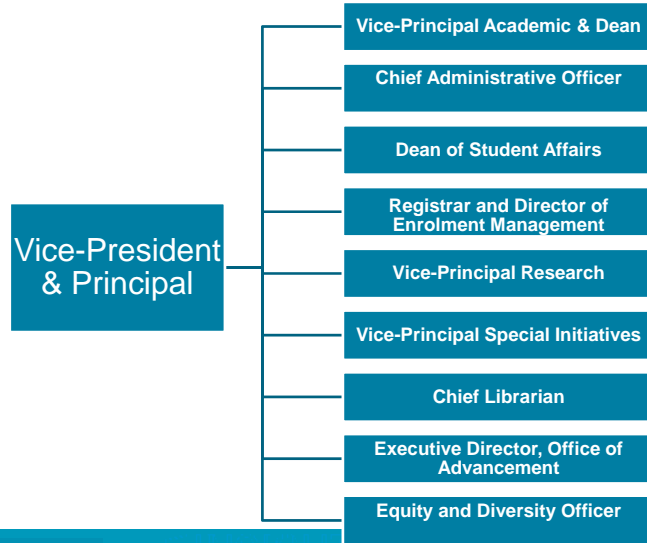 Vice-President
& Principal
Vice-Principal Academic & Dean
Chief Administrative Officer
Dean of Student Affairs
Registrar and Director of
Enrolment Management
Vice-Principal Research
Vice-Principal Special Initiatives
Chief Librarian
Executive Director, Office of
Advancement
Equity and Diversity Officer